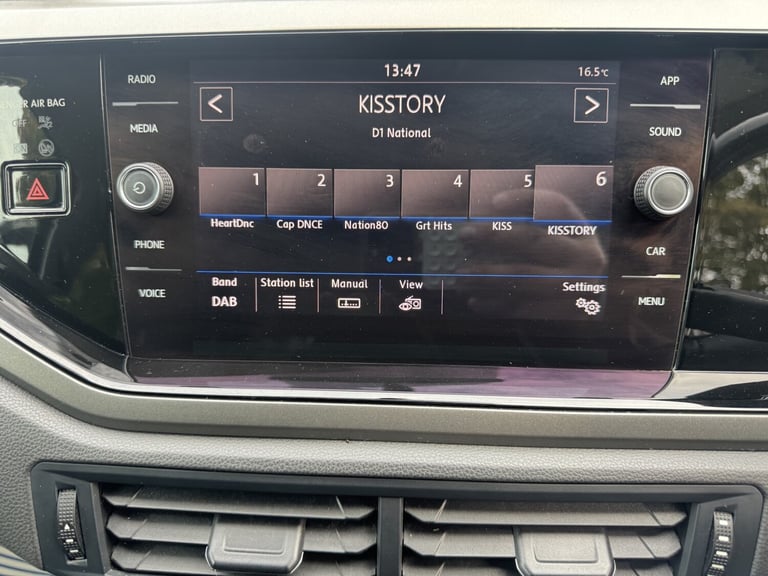 13:47
16.5°C
RADIO
APP
<
KISSTORY
>
AIR BAG
MEDIA
D1 National
SOUND
OFF
1 2 3 4 5 6
HeartDnc Cap DNCE Nation80 Grt Hits KISS KISSTORY
PHONE
CAR
Band Station list Manual View Settings
DAB
VOICE
MENU